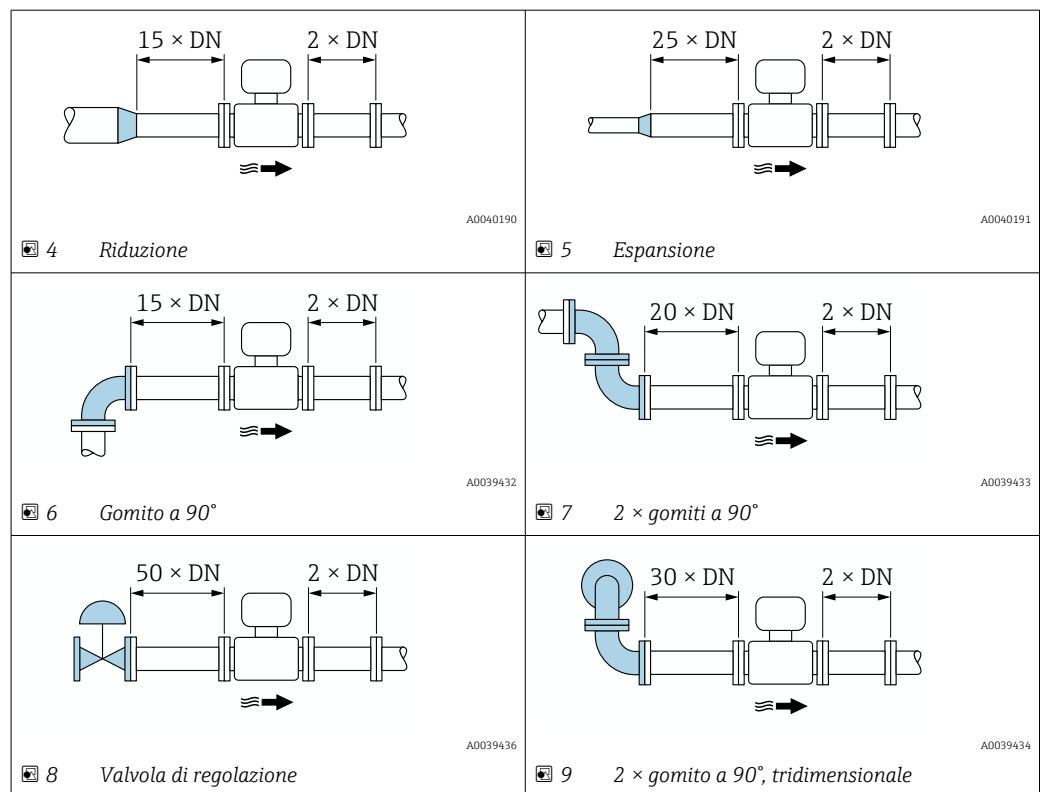 15 × DN 2 × DN
A0040190
4 Riduzione
25 × DN 2 × DN
A0040191
5 Espansione
15 × DN 2 × DN
A0039432
6 Gomito a 90°
20 × DN 2 × DN
A0039433
7 2 × gomiti a 90°
50 × DN 2 × DN
A0039436
8 Valvola di regolazione
30 × DN 2 × DN
A0039434
9 2 × gomito a 90°, tridimensionale